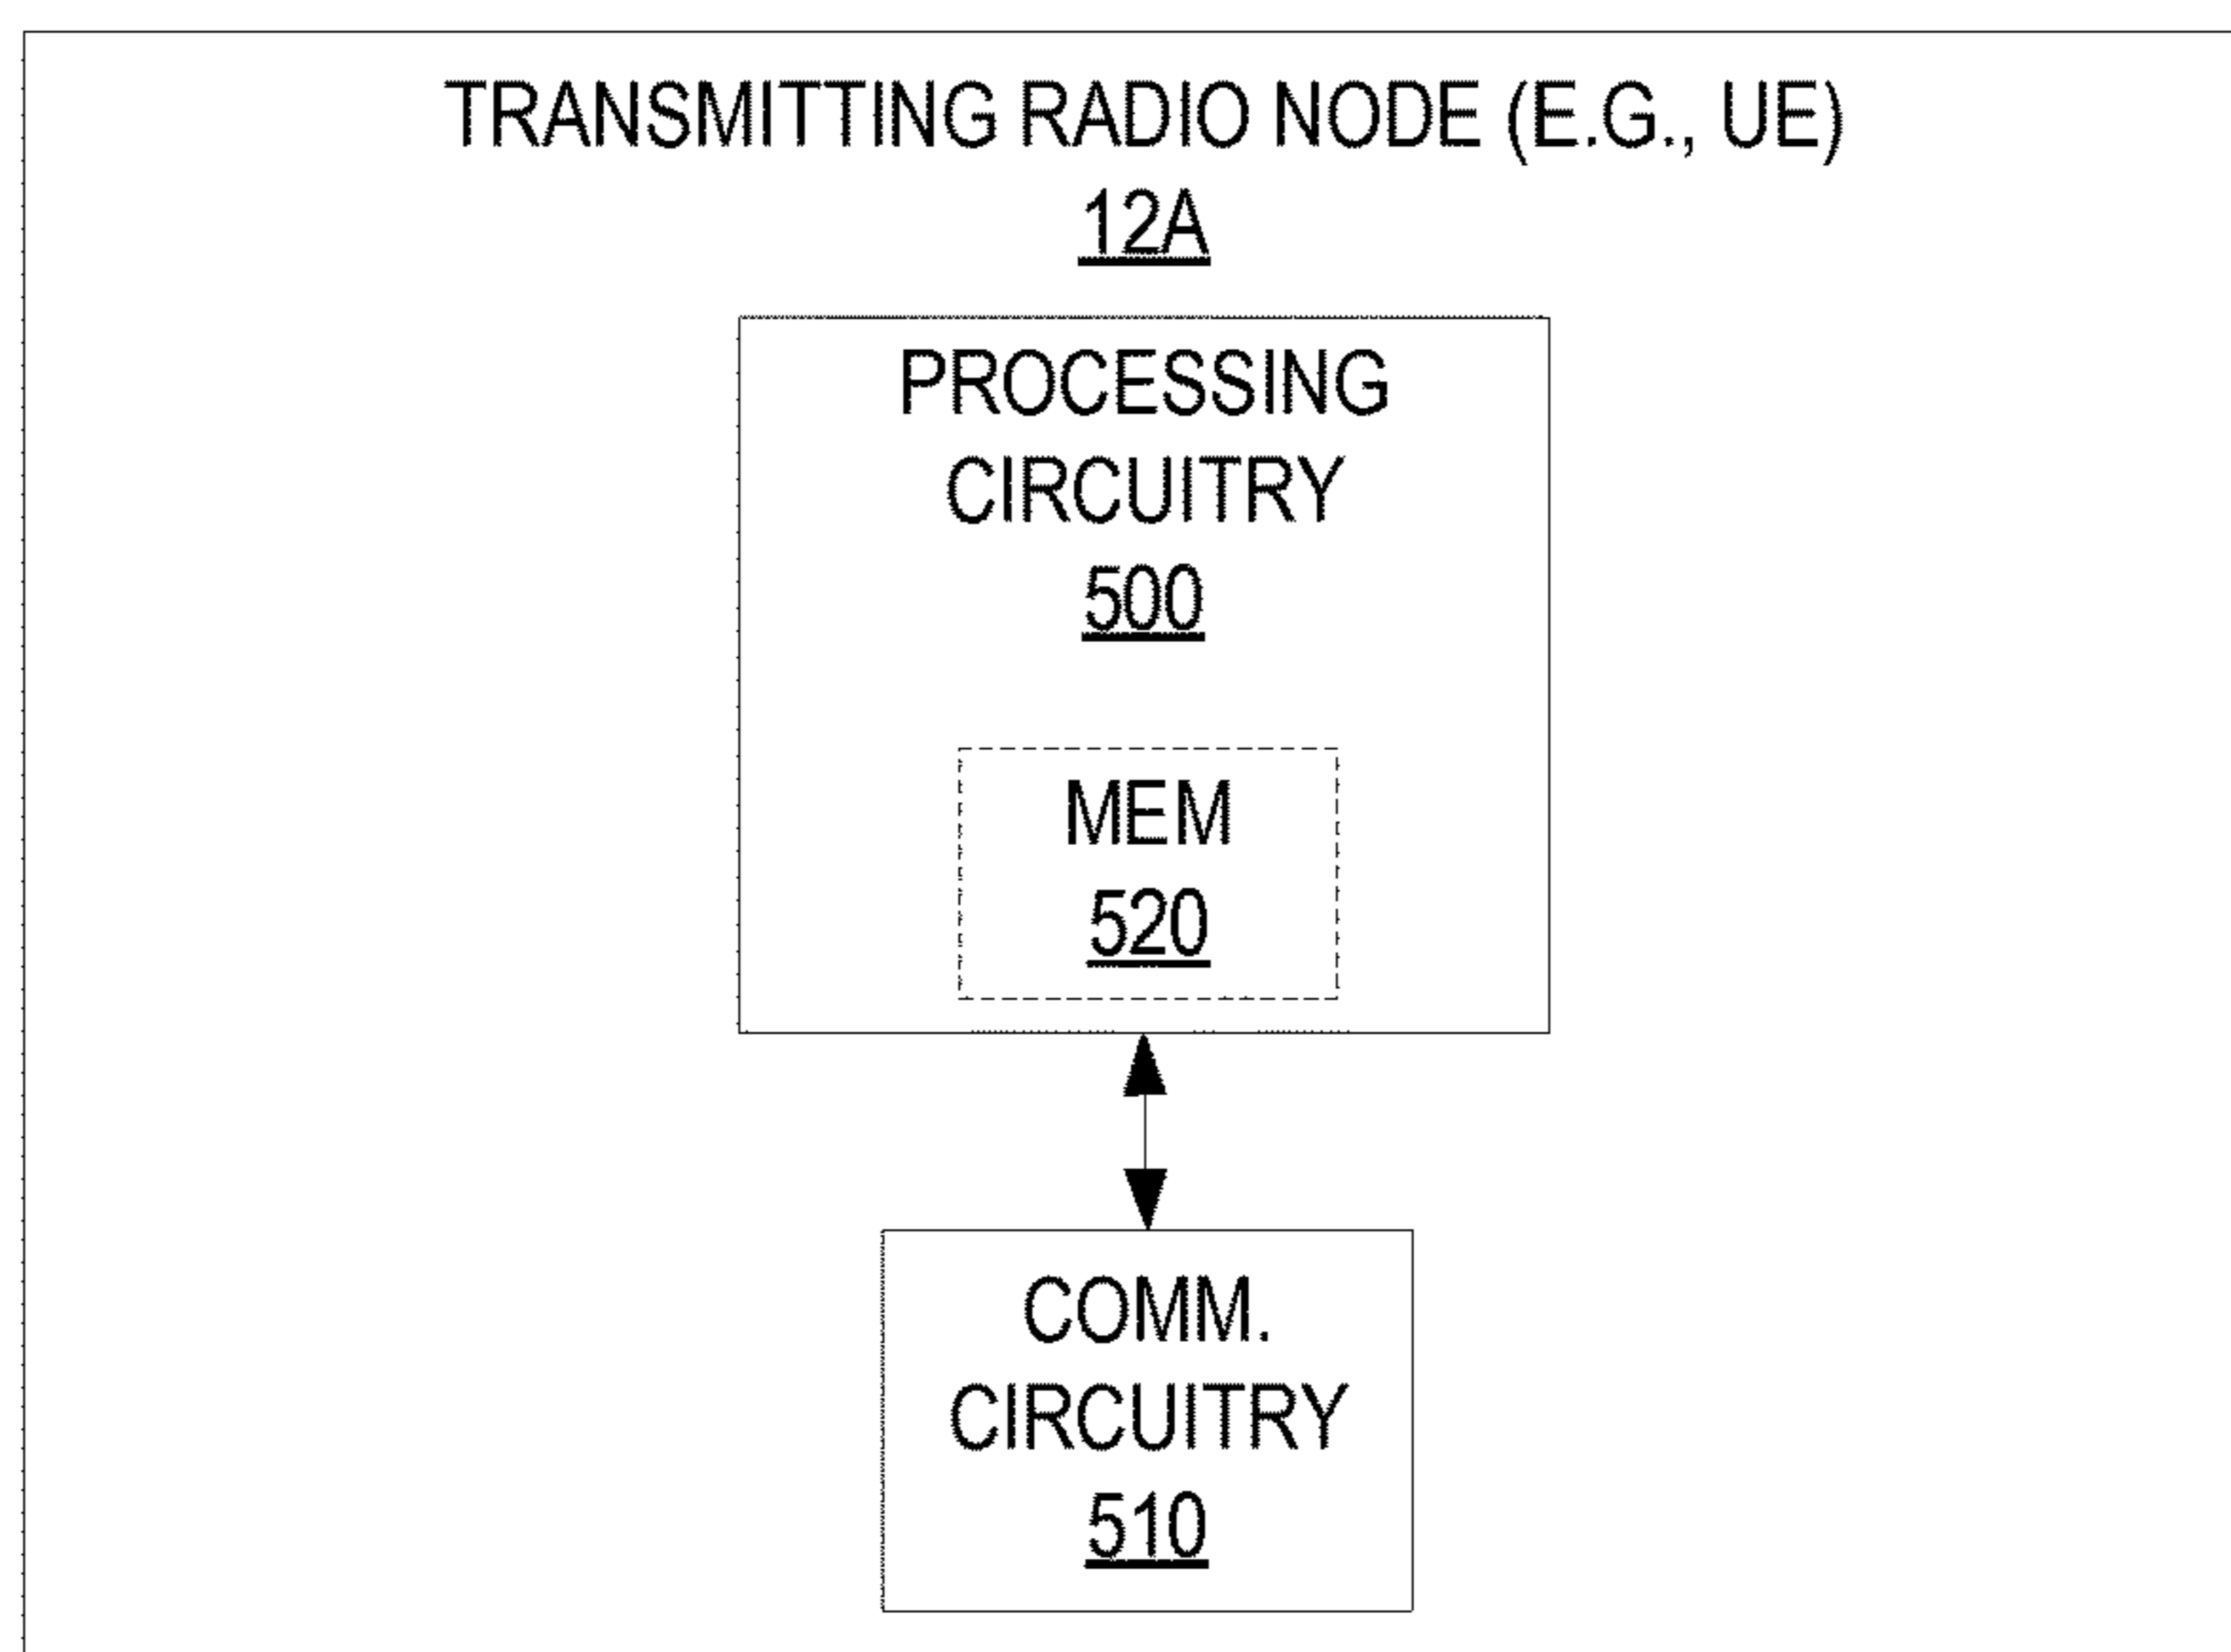 TRANSMITTING RADIO NODE (E.G., UE)
12A
PROCESSING
CIRCUITRY
500
MEM
520
COMM.
CIRCUITRY
510